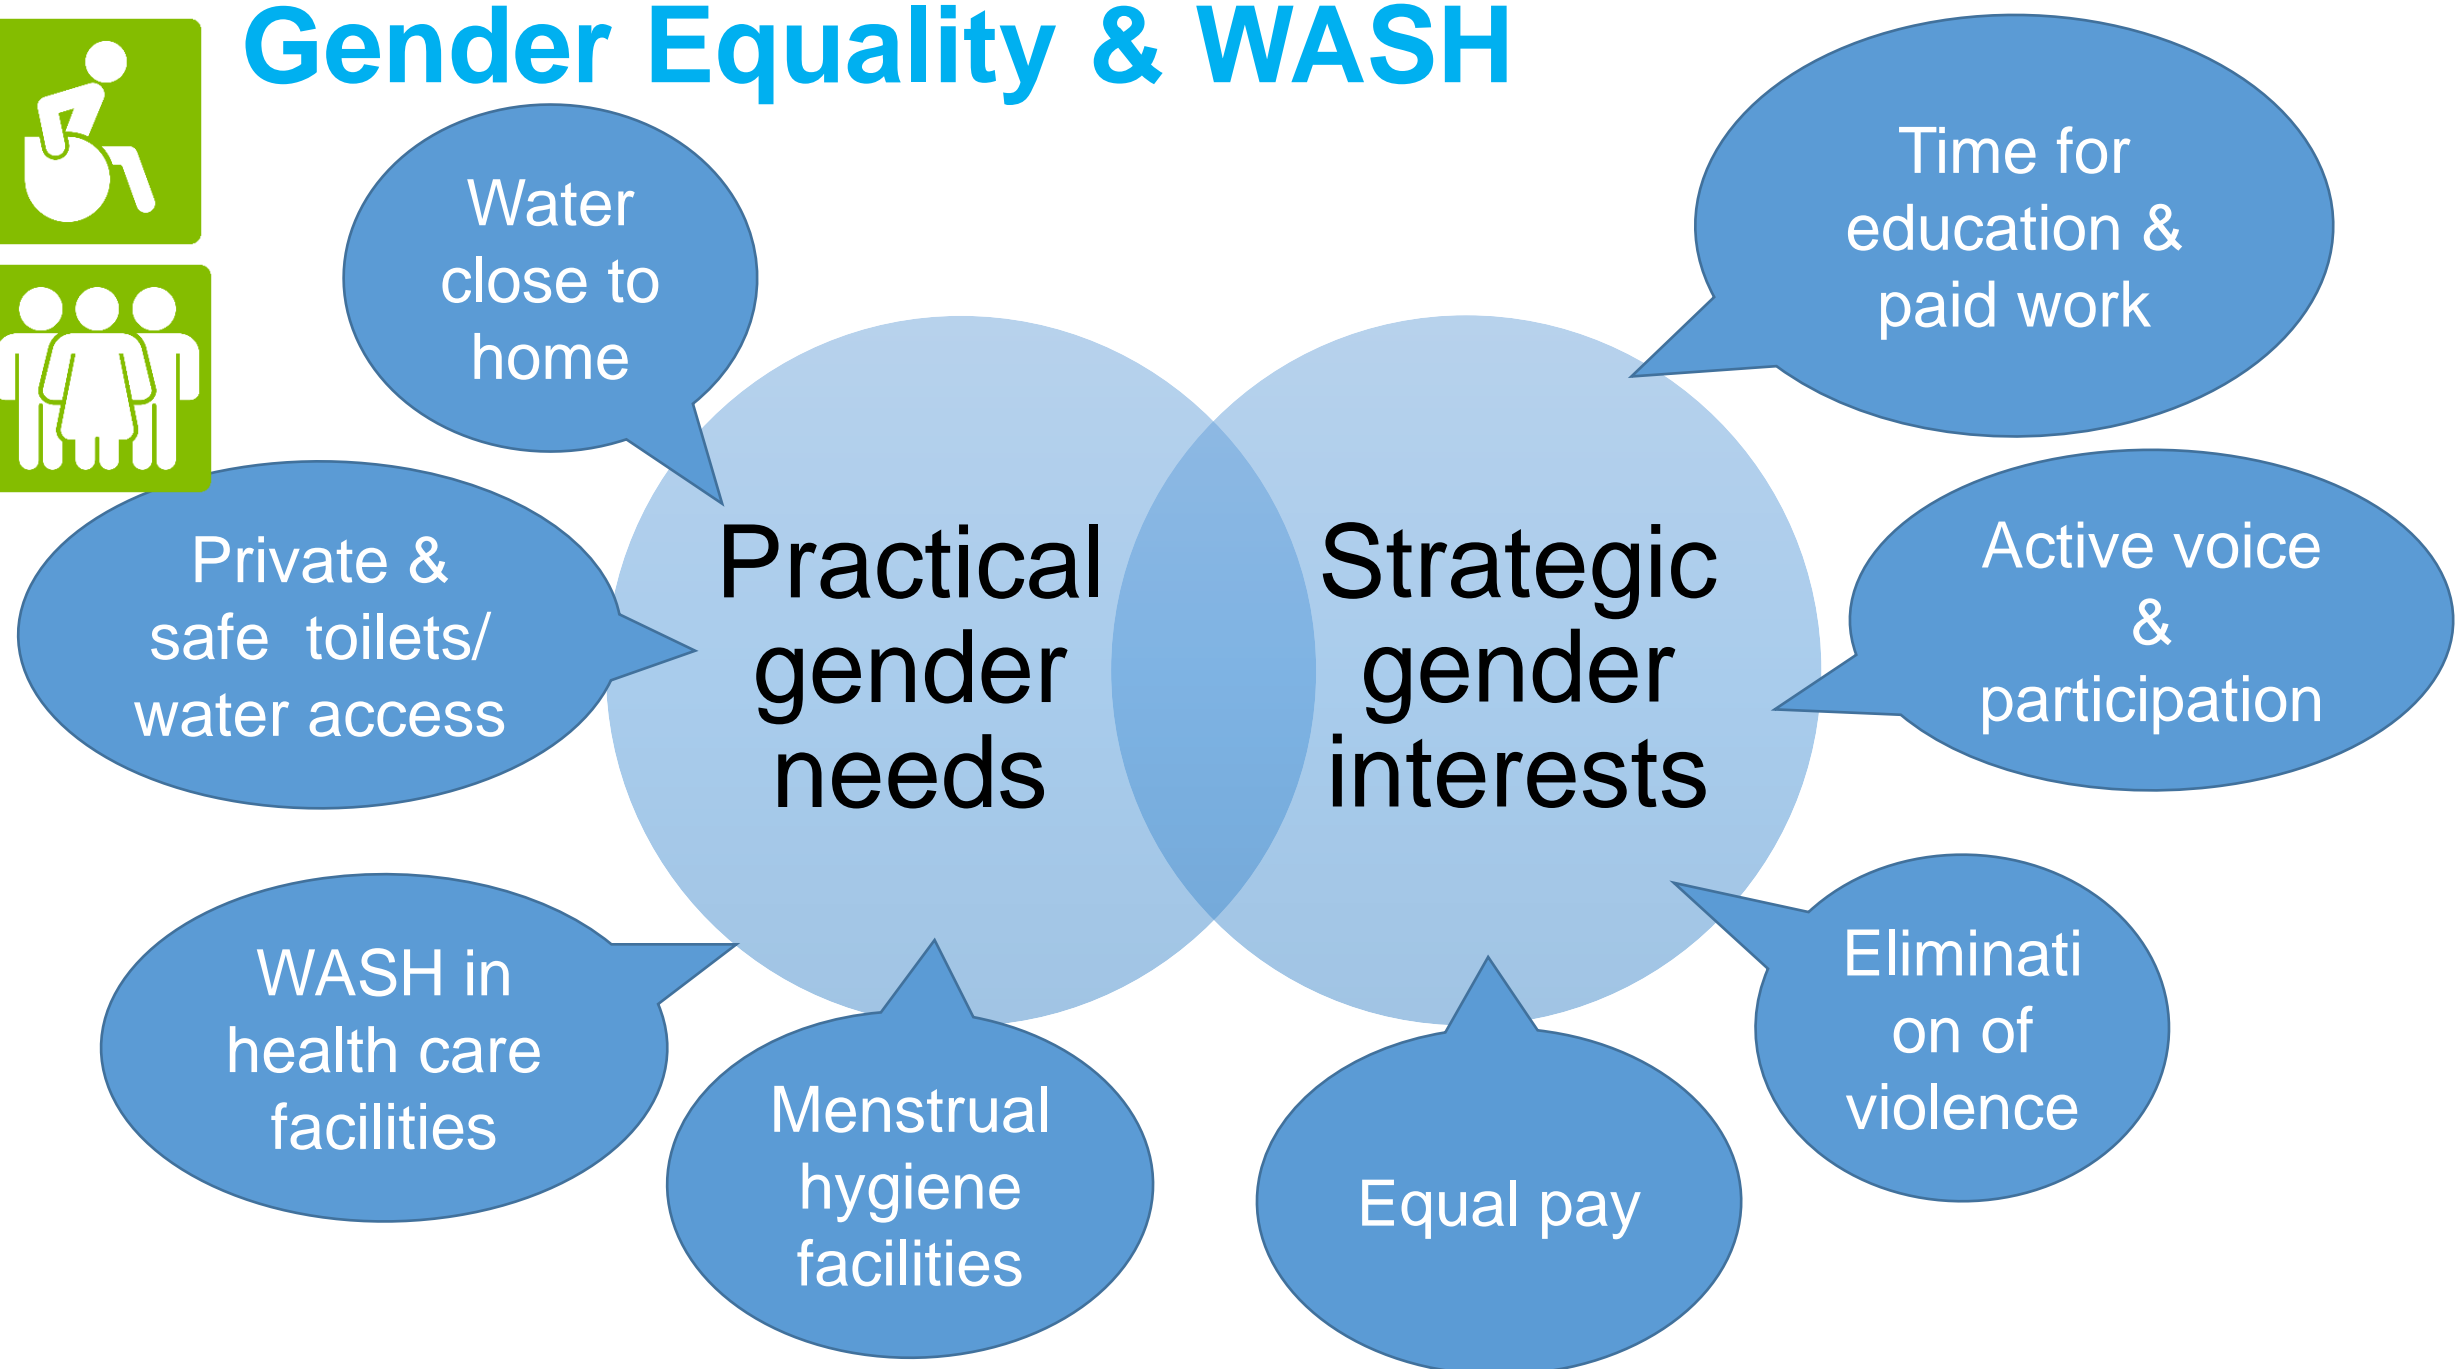 Gender Equality & WASH
Water
close to
home
Time for
education &
paid work
Private &
safe  toilets/
water access
Practical
gender
needs
Strategic
gender
interests
Active voice
&
participation
WASH in
health care
facilities
Menstrual
hygiene
facilities
Equal pay
Eliminati
on of
violence